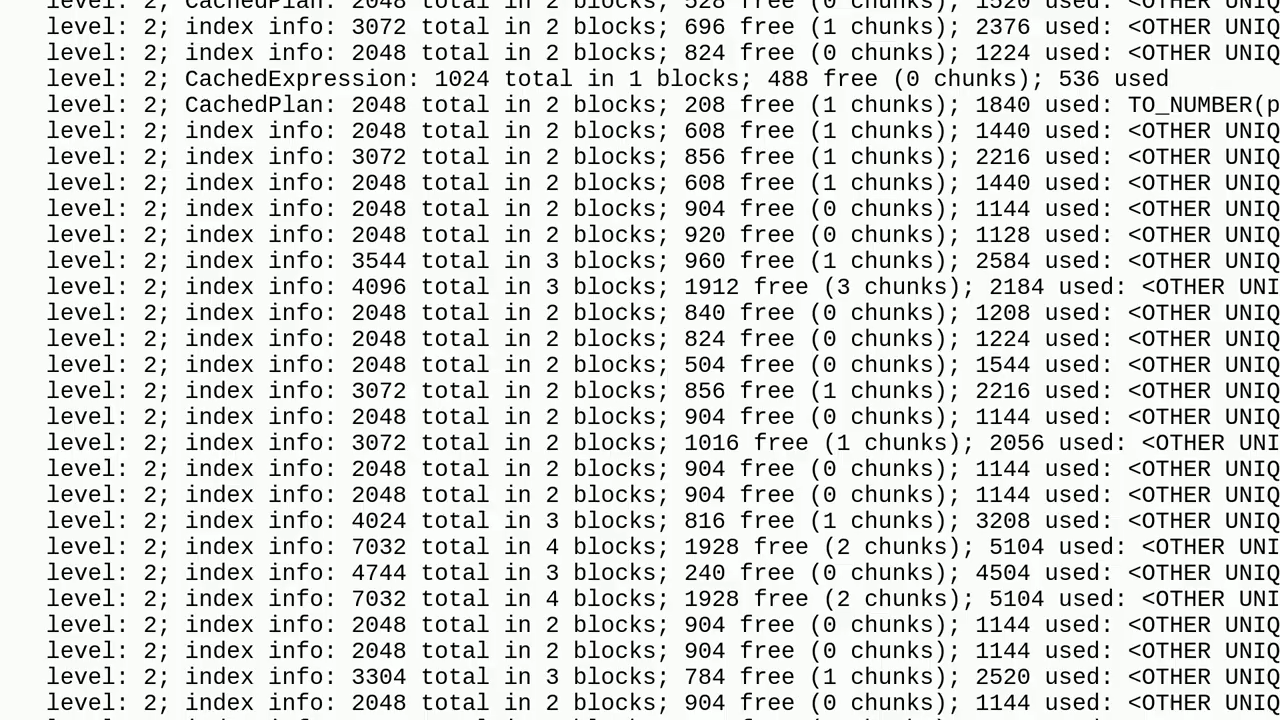 level: 2; CachedPlan: 2048 total in 2 blocks; 528 free (0 chunks); 1520 used: <OTHER UNIQ
level: 2; index info: 3072 total in 2 blocks; 696 free (1 chunks); 2376 used: <OTHER UNIQ
level: 2; index info: 2048 total in 2 blocks; 824 free (0 chunks); 1224 used: <OTHER UNIQ
level: 2; CachedExpression: 1024 total in 1 blocks; 488 free (0 chunks); 536 used
level: 2; CachedPlan: 2048 total in 2 blocks; 208 free (1 chunks); 1840 used: TO_NUMBER(p
level: 2; index info: 2048 total in 2 blocks; 608 free (1 chunks); 1440 used: <OTHER UNIQ
level: 2; index info: 3072 total in 2 blocks; 856 free (1 chunks); 2216 used: <OTHER UNIQ
level: 2; index info: 2048 total in 2 blocks; 608 free (1 chunks); 1440 used: <OTHER UNIQ
level: 2; index info: 2048 total in 2 blocks; 904 free (0 chunks); 1144 used: <OTHER UNIQ
level: 2; index info: 2048 total in 2 blocks; 920 free (0 chunks); 1128 used: <OTHER UNIQ
level: 2; index info: 3544 total in 3 blocks; 960 free (1 chunks); 2584 used: <OTHER UNIQ
level: 2; index info: 4096 total in 3 blocks; 1912 free (3 chunks); 2184 used: <OTHER UNI
level: 2; index info: 2048 total in 2 blocks; 840 free (0 chunks); 1208 used: <OTHER UNIQ
level: 2; index info: 2048 total in 2 blocks; 824 free (0 chunks); 1224 used: <OTHER UNIQ
level: 2; index info: 2048 total in 2 blocks; 504 free (0 chunks); 1544 used: <OTHER UNIQ
level: 2; index info: 3072 total in 2 blocks; 856 free (1 chunks); 2216 used: <OTHER UNIQ
level: 2; index info: 2048 total in 2 blocks; 904 free (0 chunks); 1144 used: <OTHER UNIQ
level: 2; index info: 3072 total in 2 blocks; 1016 free (1 chunks); 2056 used: <OTHER UNI
level: 2; index info: 2048 total in 2 blocks; 904 free (0 chunks); 1144 used: <OTHER UNIQ
level: 2; index info: 2048 total in 2 blocks; 904 free (0 chunks); 1144 used: <OTHER UNIQ
level: 2; index info: 4024 total in 3 blocks; 816 free (1 chunks); 3208 used: <OTHER UNIQ
level: 2; index info: 7032 total in 4 blocks; 1928 free (2 chunks); 5104 used: <OTHER UNI
level: 2; index info: 4744 total in 3 blocks; 240 free (0 chunks); 4504 used: <OTHER UNIQ
level: 2; index info: 7032 total in 4 blocks; 1928 free (2 chunks); 5104 used: <OTHER UNI
level: 2; index info: 2048 total in 2 blocks; 904 free (0 chunks); 1144 used: <OTHER UNIQ
level: 2; index info: 2048 total in 2 blocks; 904 free (0 chunks); 1144 used: <OTHER UNIQ
level: 2; index info: 3304 total in 3 blocks; 784 free (1 chunks); 2520 used: <OTHER UNIQ
level: 2; index info: 2048 total in 2 blocks; 904 free (0 chunks); 1144 used: <OTHER UNIQ